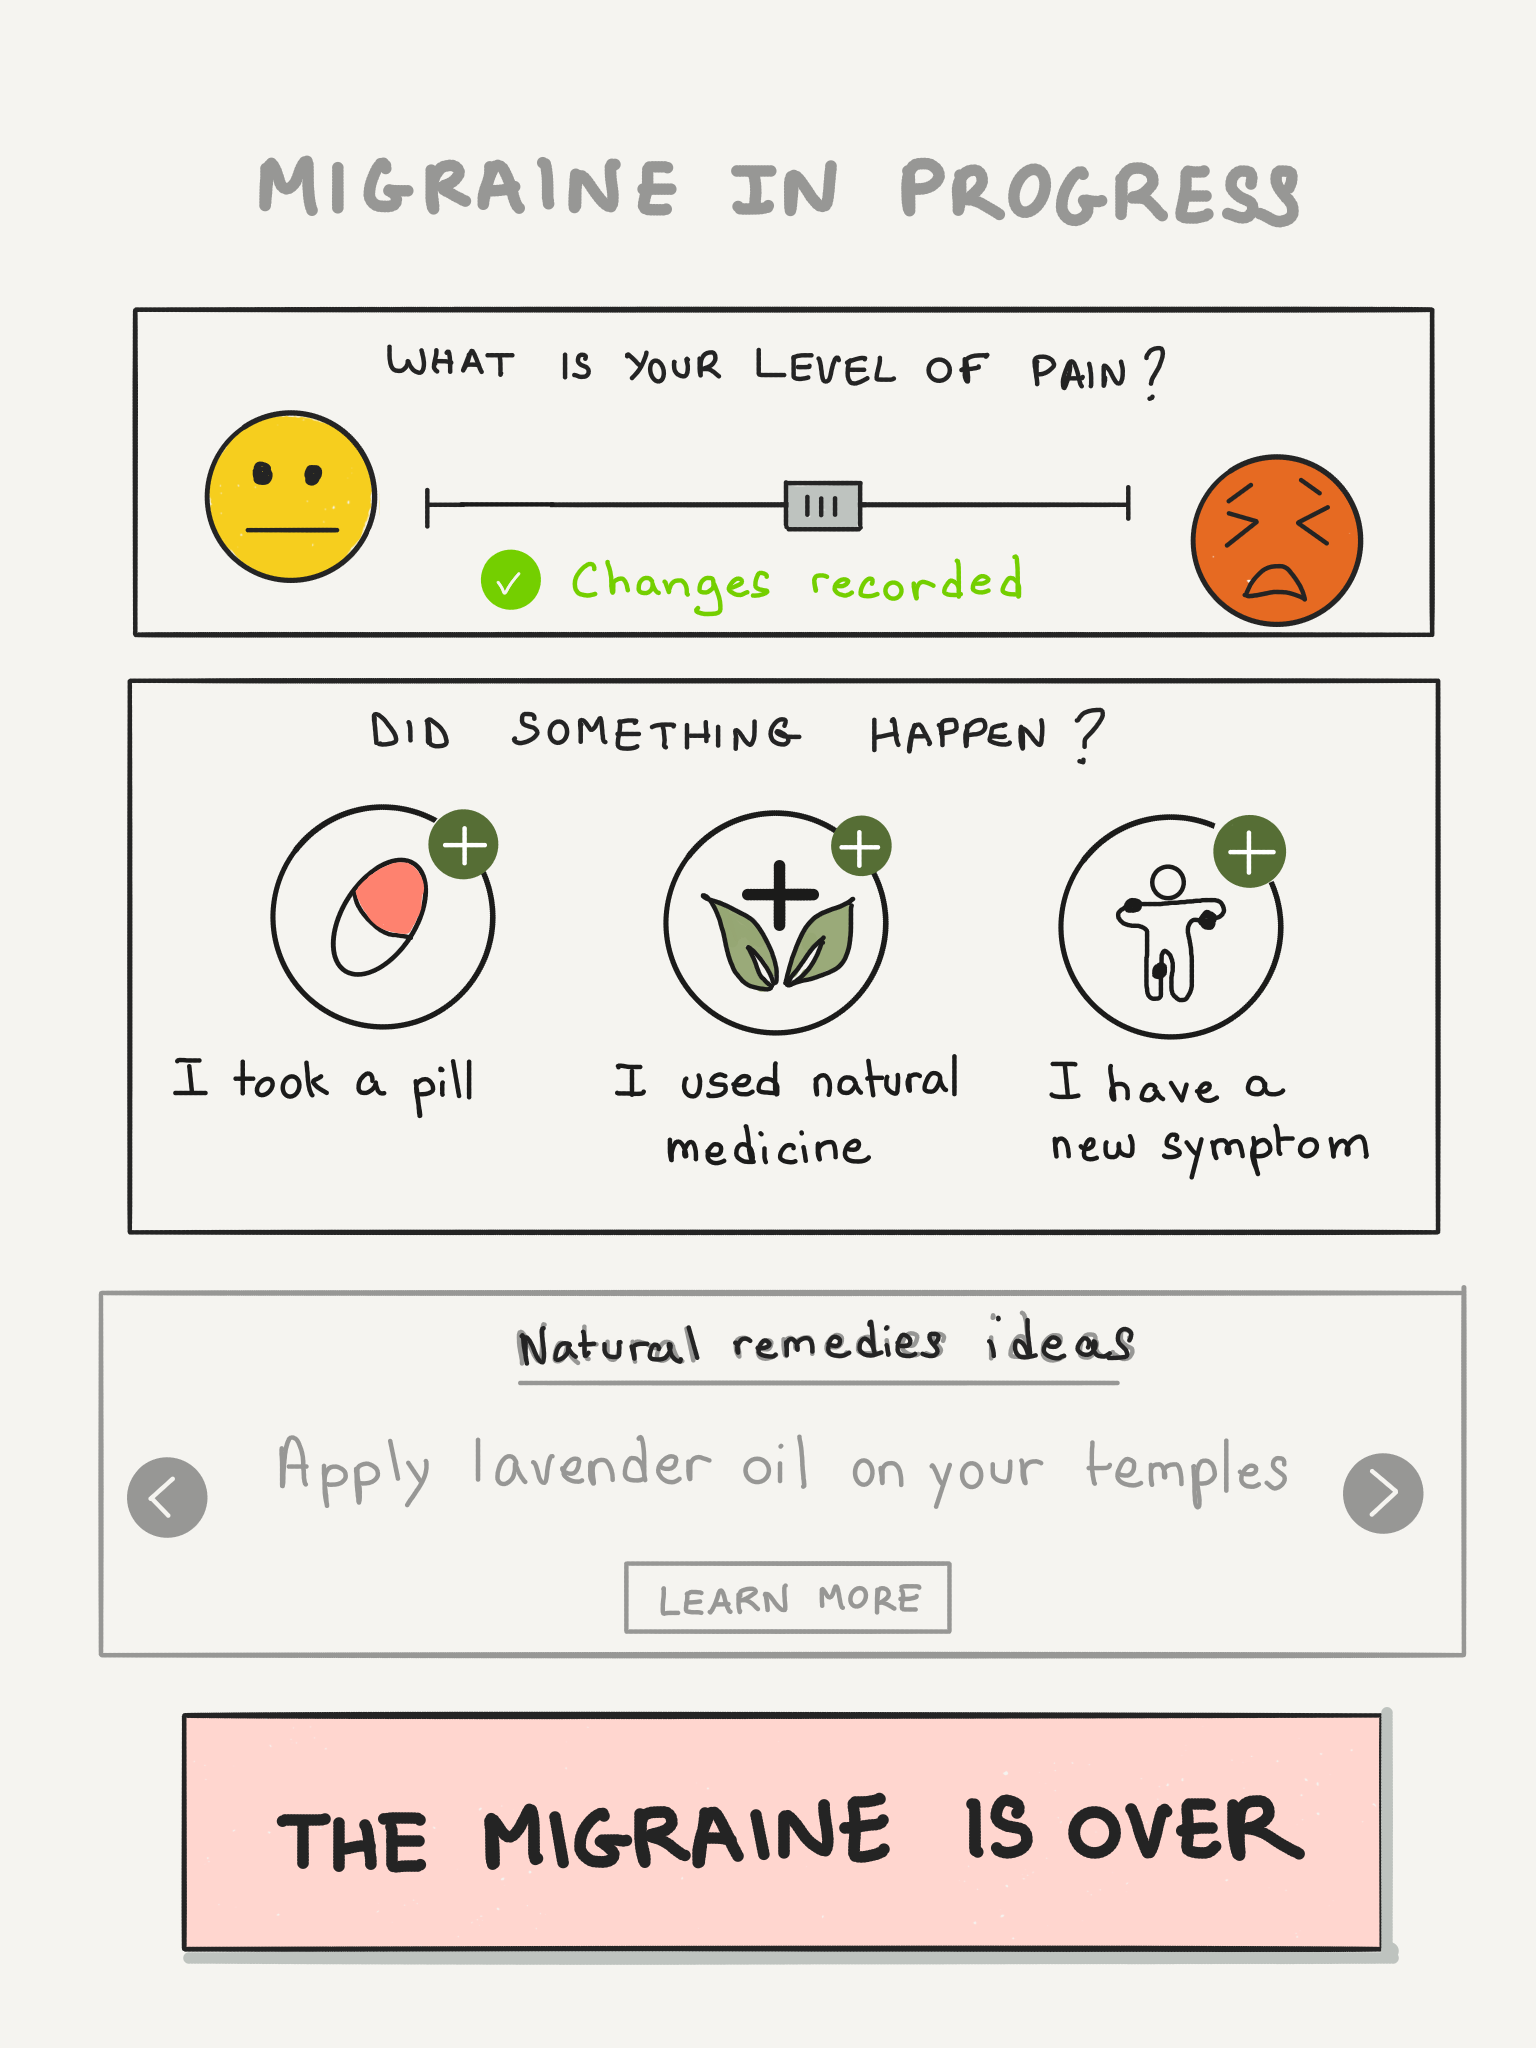 MIGRAINE IN PROGRESS
WHAT IS YOUR LEVEL OF PAIN?
Changes recorded
DID SOMETHING HAPPEN?
I took a pill
I used natural
medicine
I have a
new symptom
Natural remedies ideas
Apply lavender oil on your temples
LEARN MORE
THE MIGRAINE IS OVER